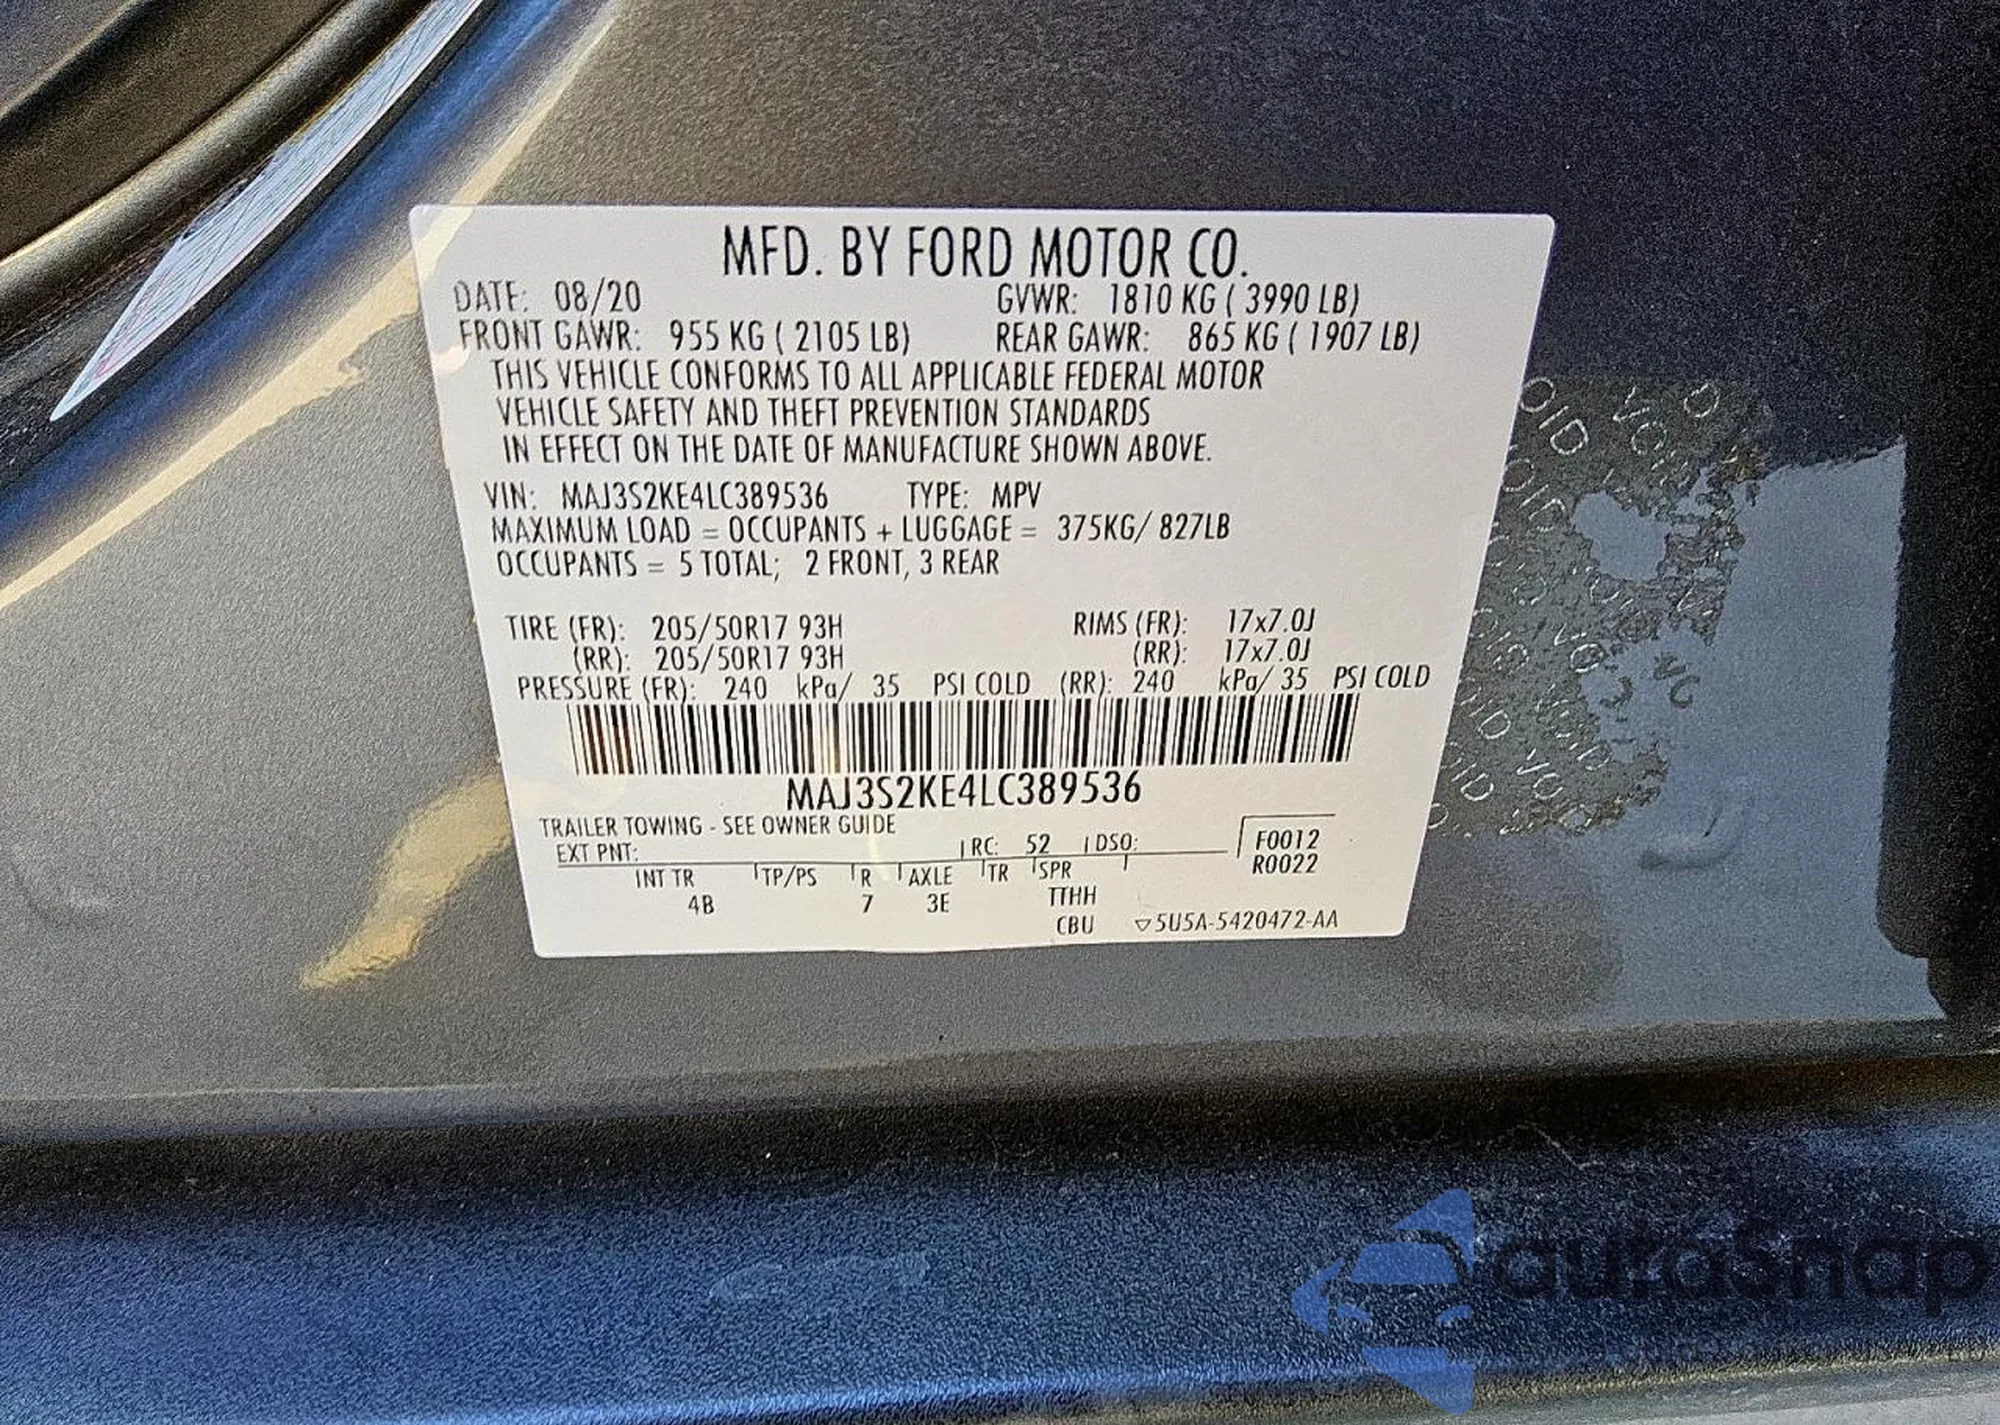 MFD. BY FORD MOTOR CO.
DATE: 08/20 GVWR: 1810 KG ( 3990 LB)
FRONT GAWR: 955 KG ( 2105 LB) REAR GAWR: 865 KG ( 1907 LB)
THIS VEHICLE CONFORMS TO ALL APPLICABLE FEDERAL MOTOR
VEHICLE SAFETY AND THEFT PREVENTION STANDARDS
IN EFFECT ON THE DATE OF MANUFACTURE SHOWN ABOVE.
VIN: MAJ3S2KE4LC389536 TYPE: MPV
MAXIMUM LOAD = OCCUPANTS + LUGGAGE = 375KG/ 827LB
OCCUPANTS = 5 TOTAL; 2 FRONT, 3 REAR
TIRE (FR): 205/50R17 93H RIMS (FR): 17x7.0J
(RR): 205/50R17 93H (RR): 17x7.0J
PRESSURE (FR): 240 kPa/ 35 PSI COLD (RR): 240 kPa/ 35 PSI COLD
MAJ3S2KE4LC389536
TRAILER TOWING - SEE OWNER GUIDE
EXT PNT: RC: 52 DSO: F0012
R0022
INT TR TP/PS R AXLE TR SPR
4B 7 3E TTHH
CBU ▽5U5A-5420472-AA
VOID
autosnap